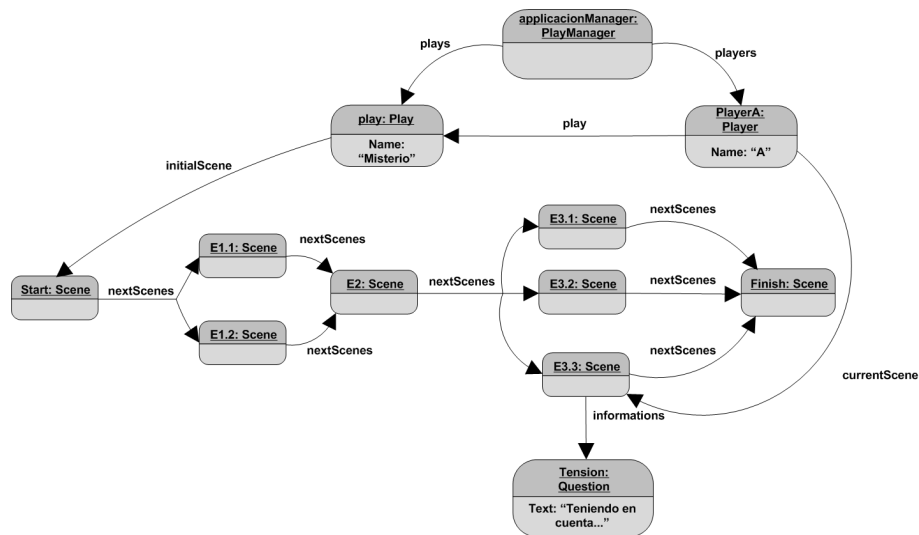 applicacionManager:
PlayManager
plays
players
play: Play
Name:
“Misterio”
play
PlayerA:
Player
Name: “A”
initialScene
E3.1: Scene
nextScenes
E1.1: Scene
nextScenes
Start: Scene
nextScenes
E2: Scene
nextScenes
E3.2: Scene
nextScenes
Finish: Scene
E1.2: Scene
nextScenes
nextScenes
E3.3: Scene
currentScene
informations
Tension:
Question
Text: “Teniendo en
cuenta...”